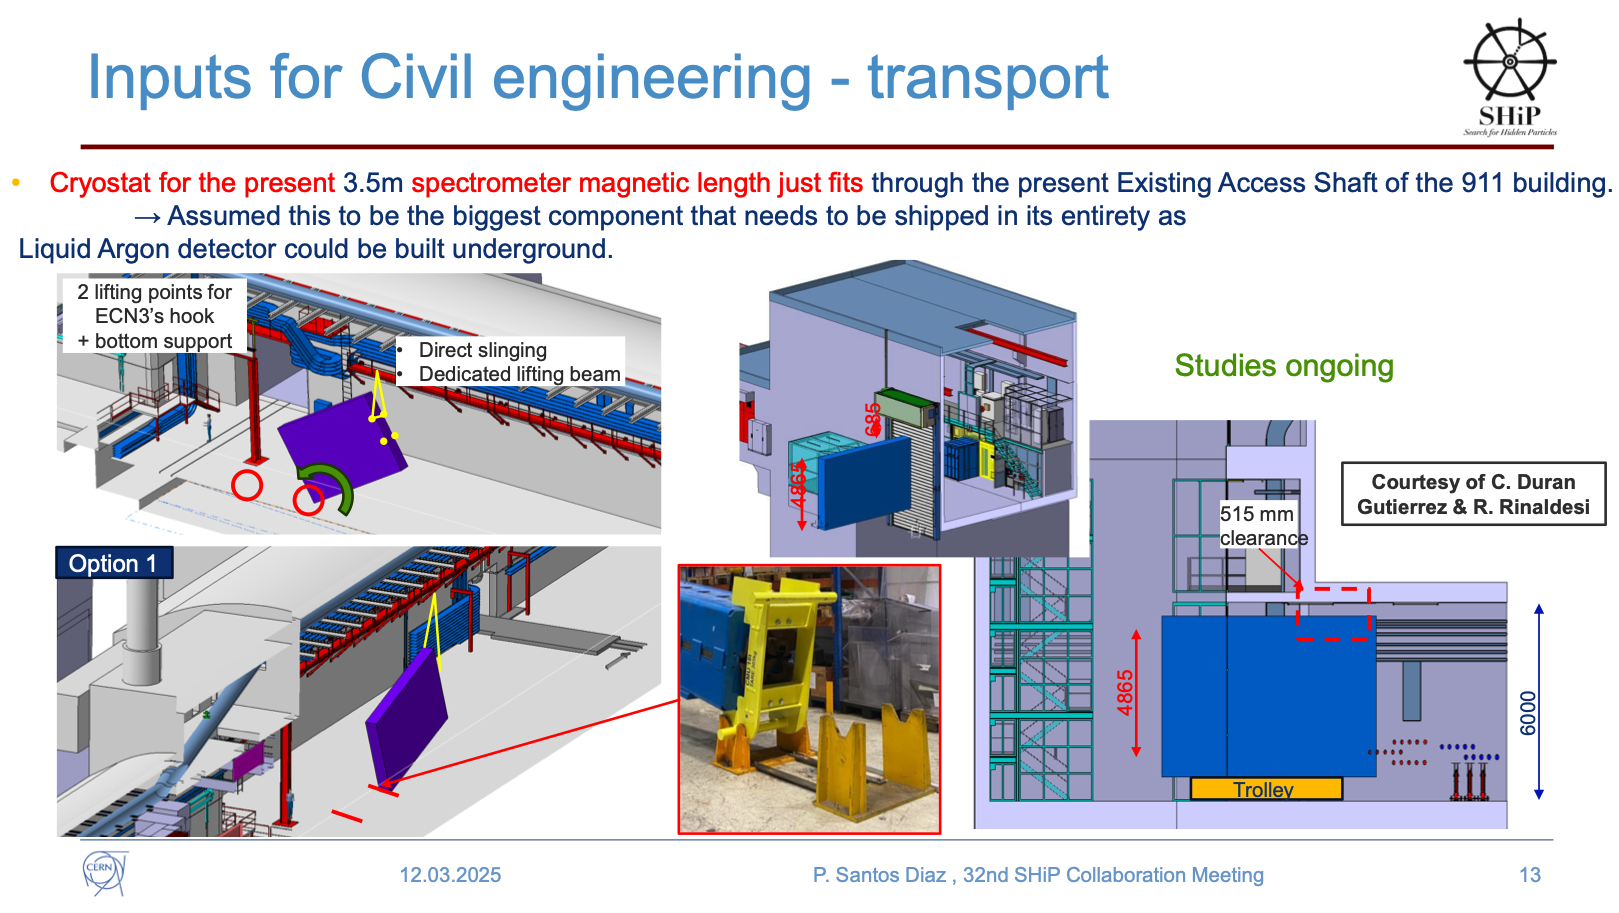 Inputs for Civil engineering - transport
SHiP
Search for Hidden Particles
• Cryostat for the present 3.5m spectrometer magnetic length just fits through the present Existing Access Shaft of the 911 building.
→ Assumed this to be the biggest component that needs to be shipped in its entirety as
Liquid Argon detector could be built underground.
2 lifting points for
ECN3's hook
+ bottom support
• Direct slinging
• Dedicated lifting beam
685
4865
Studies ongoing
Courtesy of C. Duran
Gutierrez & R. Rinaldesi
515 mm
clearance
4865
6000
Trolley
Option 1
CERN
12.03.2025
P. Santos Diaz , 32nd SHiP Collaboration Meeting
13